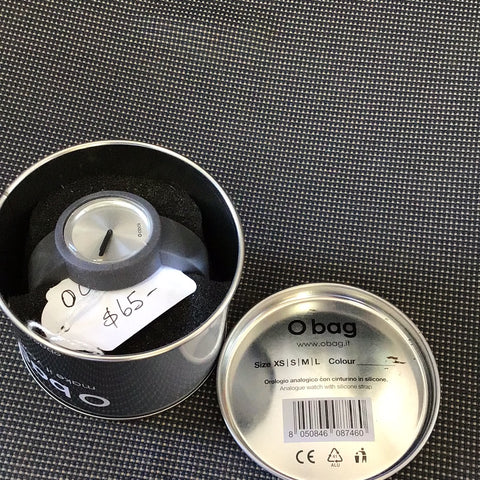 O bag
$65-
O bag
www.obag.it
Size XS|S|M|L Colour
Orologio analogico con cinturino in silicone.
Analogue watch with silicone strap
8 050846 087460
CE
ALU